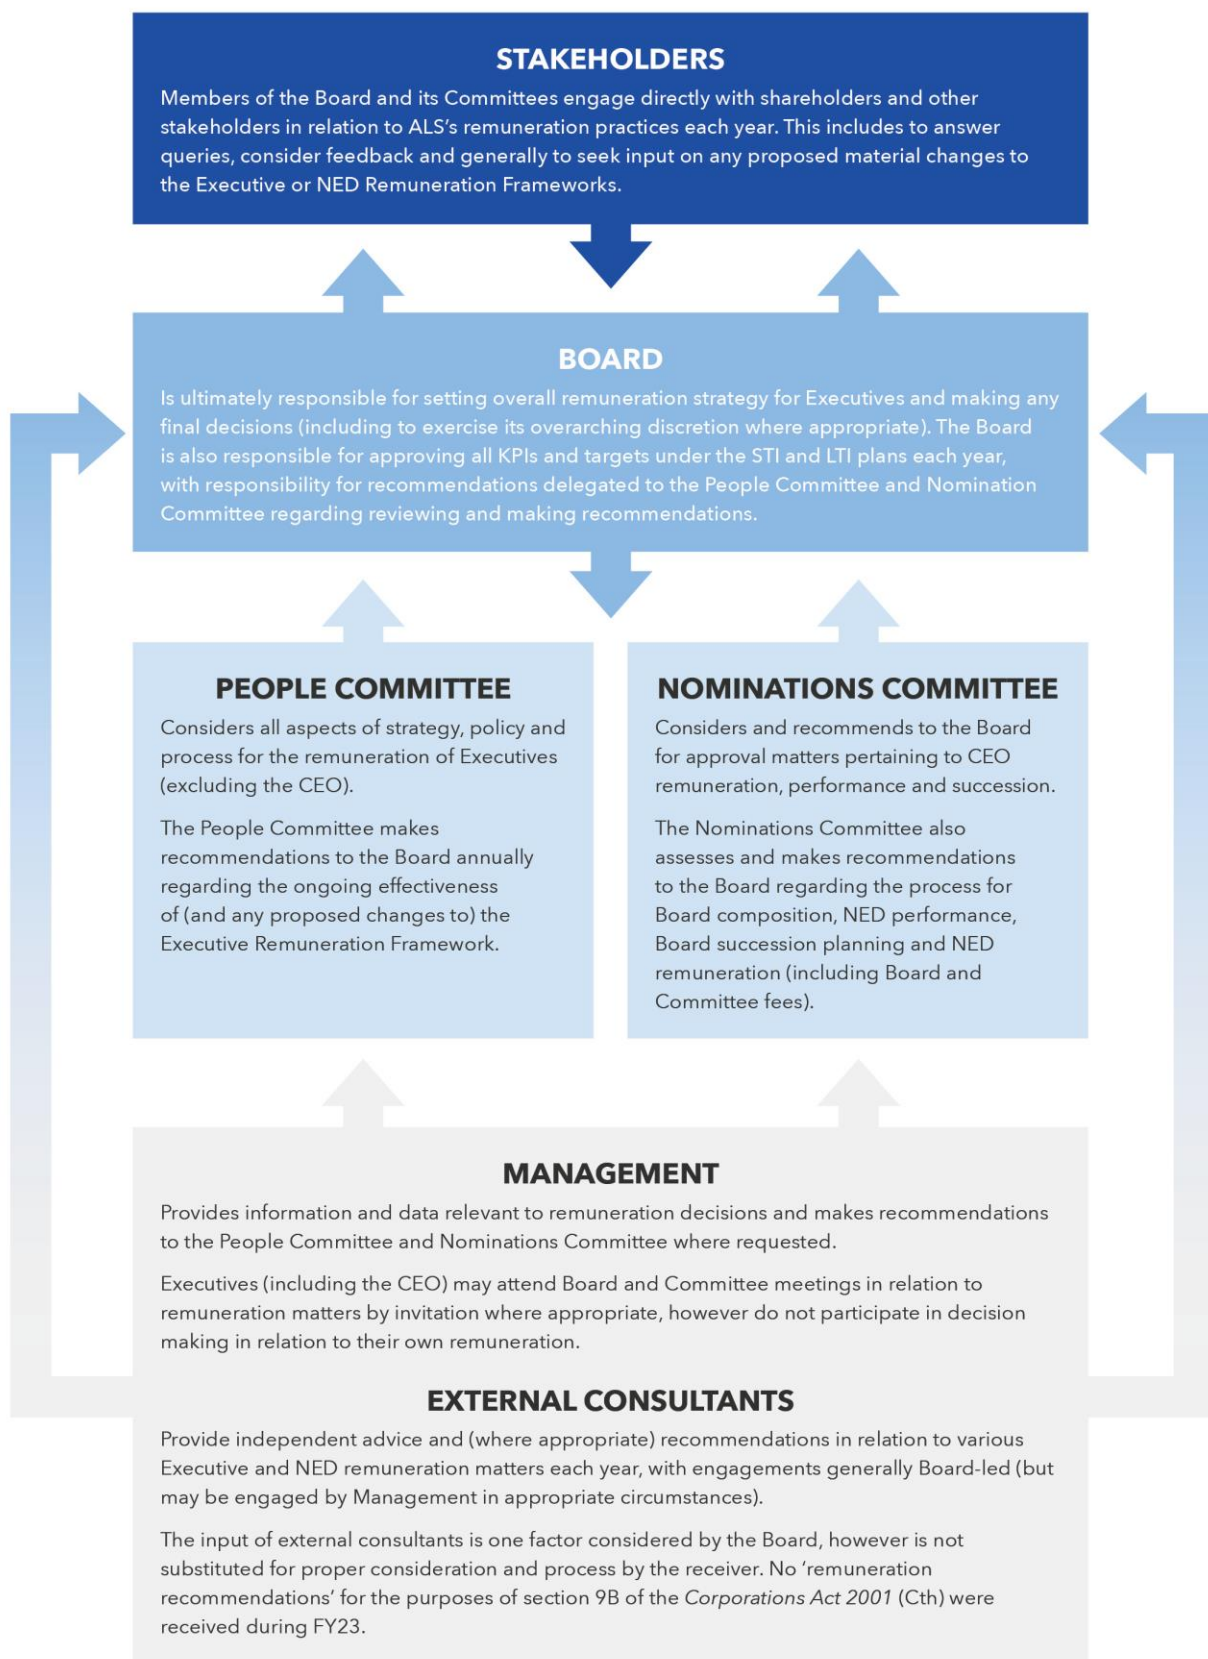 STAKEHOLDERS
Members of the Board and its Committees engage directly with shareholders and other
stakeholders in relation to ALS’s remuneration practices each year. This includes to answer
queries, consider feedback and generally to seek input on any proposed material changes to
the Executive or NED Remuneration Frameworks.
BOARD
Is ultimately responsible for setting overall remuneration strategy for Executives and making any
final decisions (including to exercise its overarching discretion where appropriate). The Board
is also responsible for approving all KPIs and targets under the STI and LTI plans each year,
with responsibility for recommendations delegated to the People Committee and Nomination
Committee regarding reviewing and making recommendations.
PEOPLE COMMITTEE
Considers all aspects of strategy, policy and
process for the remuneration of Executives
(excluding the CEO).
The People Committee makes
recommendations to the Board annually
regarding the ongoing effectiveness
of (and any proposed changes to) the
Executive Remuneration Framework.
NOMINATIONS COMMITTEE
Considers and recommends to the Board
for approval matters pertaining to CEO
remuneration, performance and succession.
The Nominations Committee also
assesses and makes recommendations
to the Board regarding the process for
Board composition, NED performance,
Board succession planning and NED
remuneration (including Board and
Committee fees).
MANAGEMENT
Provides information and data relevant to remuneration decisions and makes recommendations
to the People Committee and Nominations Committee where requested.
Executives (including the CEO) may attend Board and Committee meetings in relation to
remuneration matters by invitation where appropriate, however do not participate in decision
making in relation to their own remuneration.
EXTERNAL CONSULTANTS
Provide independent advice and (where appropriate) recommendations in relation to various
Executive and NED remuneration matters each year, with engagements generally Board-led (but
may be engaged by Management in appropriate circumstances).
The input of external consultants is one factor considered by the Board, however is not
substituted for proper consideration and process by the receiver. No ‘remuneration
recommendations’ for the purposes of section 9B of the Corporations Act 2001 (Cth) were
received during FY23.